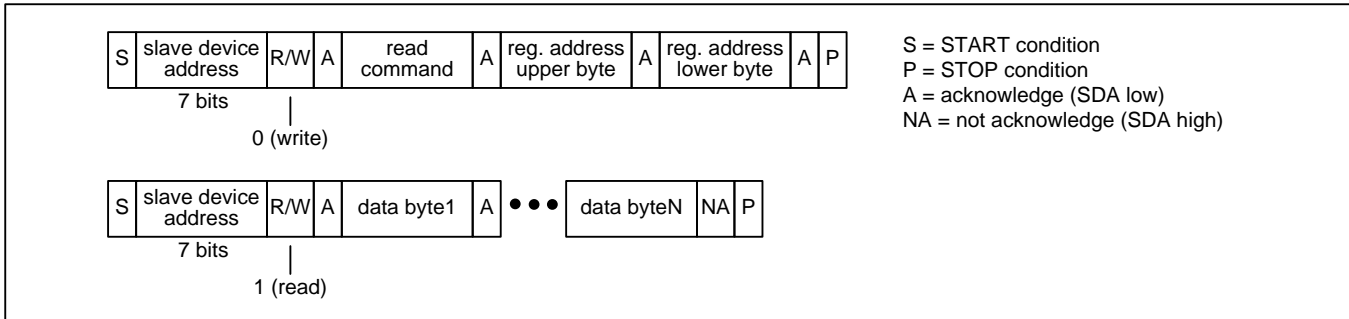 S slave device address R/W A read command A reg. address upper byte A reg. address lower byte A P
7 bits
0 (write)
S = START condition
P = STOP condition
A = acknowledge (SDA low)
NA = not acknowledge (SDA high)
S slave device address R/W A data byte1 A ••• data byteN NA P
7 bits
1 (read)